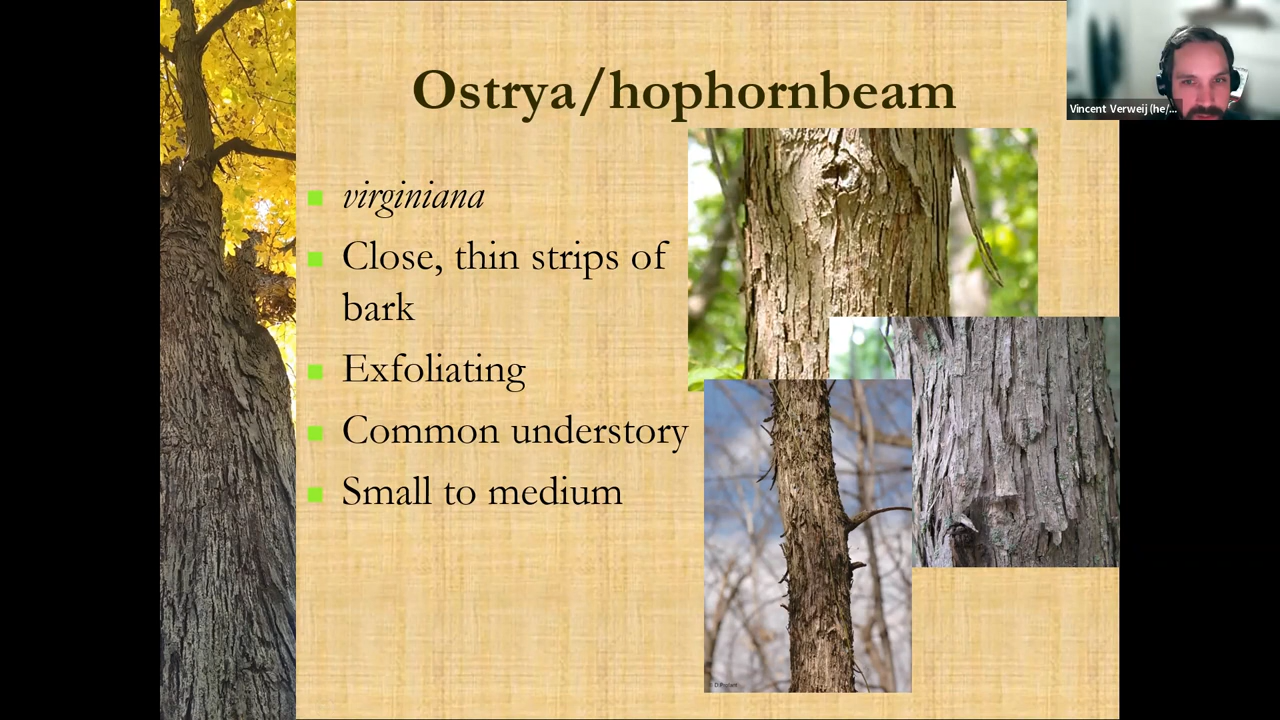 Ostrya/hophornbeam
virginiana
Close, thin strips of
bark
Exfoliating
Common understory
Small to medium
Vincent Verweij (he/...